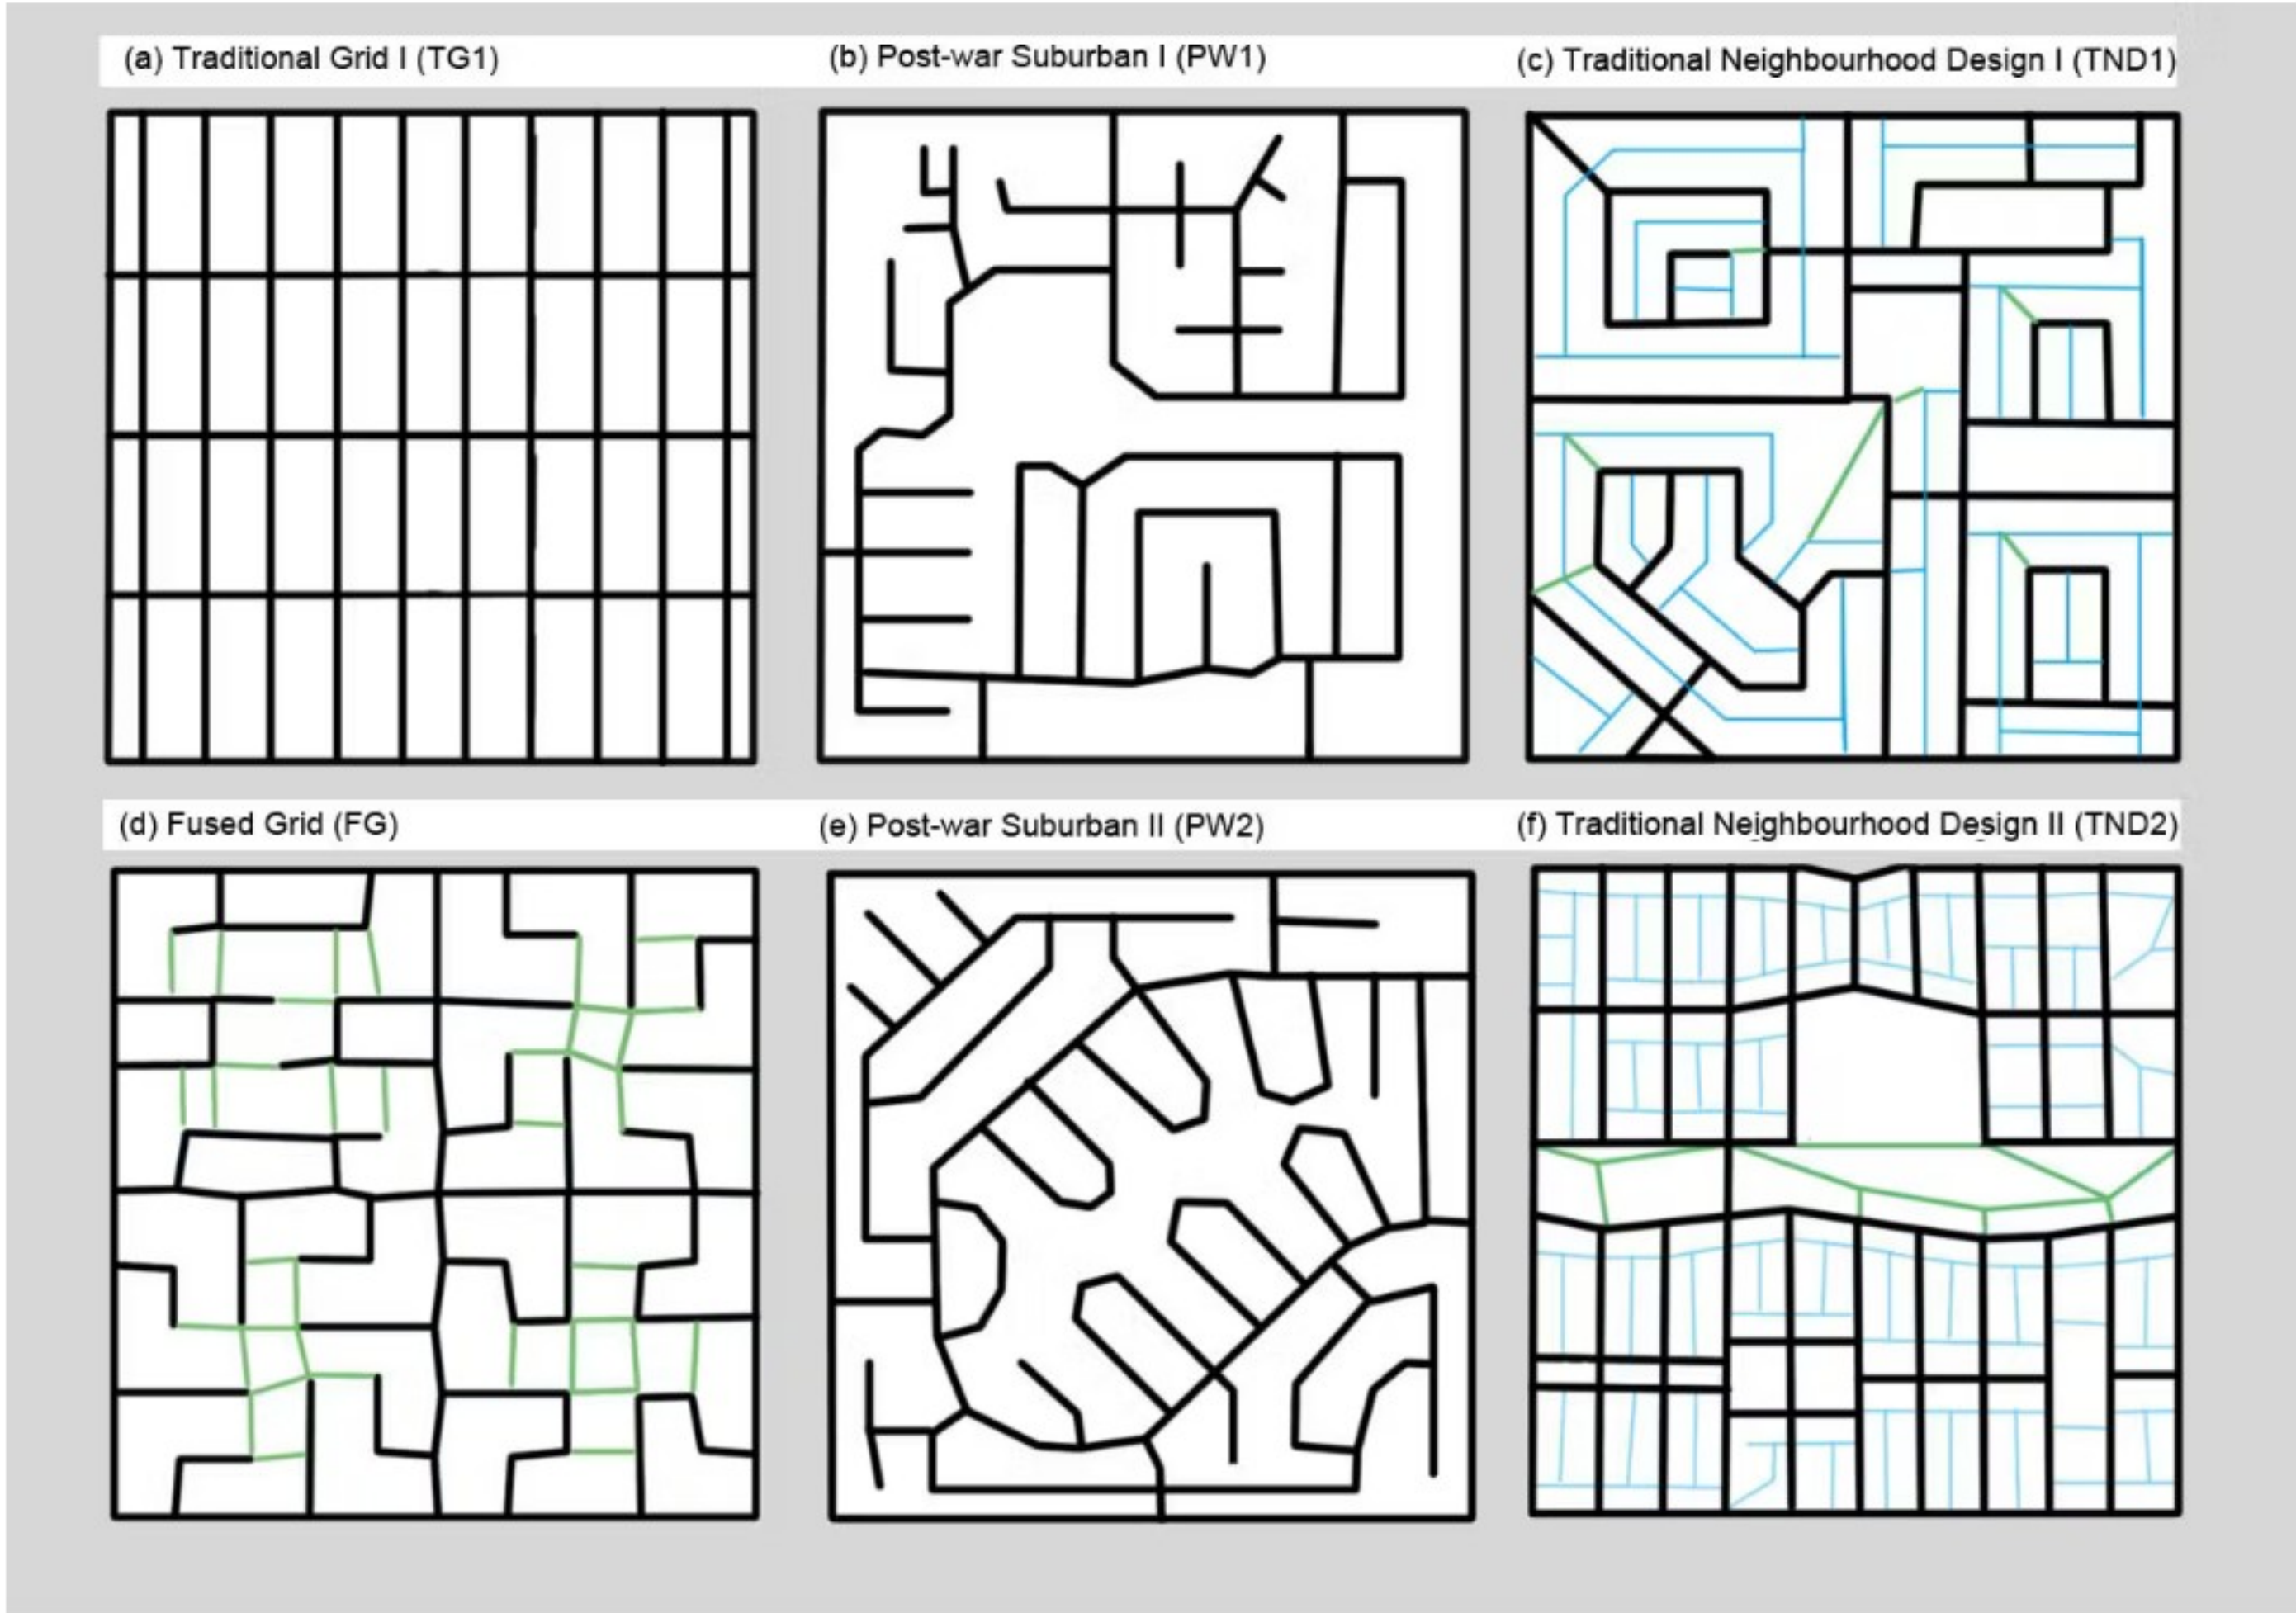 (a) Traditional Grid I (TG1)
(b) Post-war Suburban I (PW1)
(c) Traditional Neighbourhood Design I (TND1)
(d) Fused Grid (FG)
(e) Post-war Suburban II (PW2)
(f) Traditional Neighbourhood Design II (TND2)